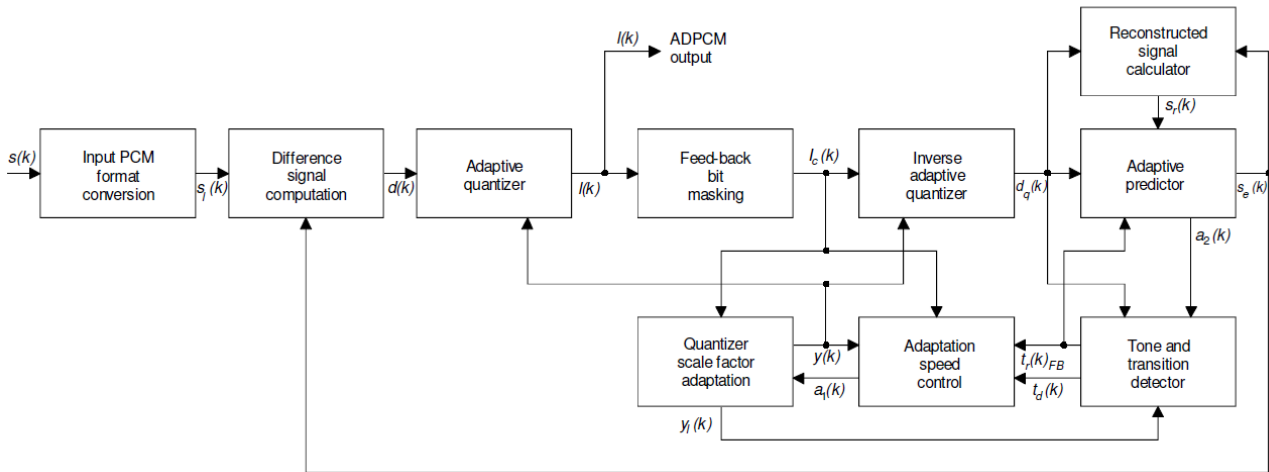 I(k)
ADPCM
output
Reconstructed
signal
calculator
s_r(k)
s(k)
Input PCM
format
conversion
s_l(k)
Difference
signal
computation
d(k)
Adaptive
quantizer
I(k)
Feed-back
bit
masking
I_c(k)
Inverse
adaptive
quantizer
d_q(k)
Adaptive
predictor
s_e(k)
a_2(k)
Quantizer
scale factor
adaptation
y(k)
a_1(k)
Adaptation
speed
control
t_r(k)_FB
t_d(k)
Tone and
transition
detector
y_l(k)